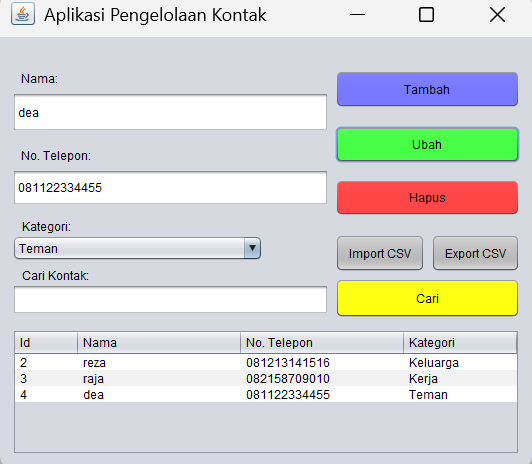 Aplikasi Pengelolaan Kontak
Nama:
Tambah
dea
Ubah
No. Telepon:
081122334455
Hapus
Kategori:
Teman
Import CSV Export CSV
Cari Kontak:
Cari
Id Nama No. Telepon Kategori
2 reza 081213141516 Keluarga
3 raja 082158709010 Kerja
4 dea 081122334455 Teman